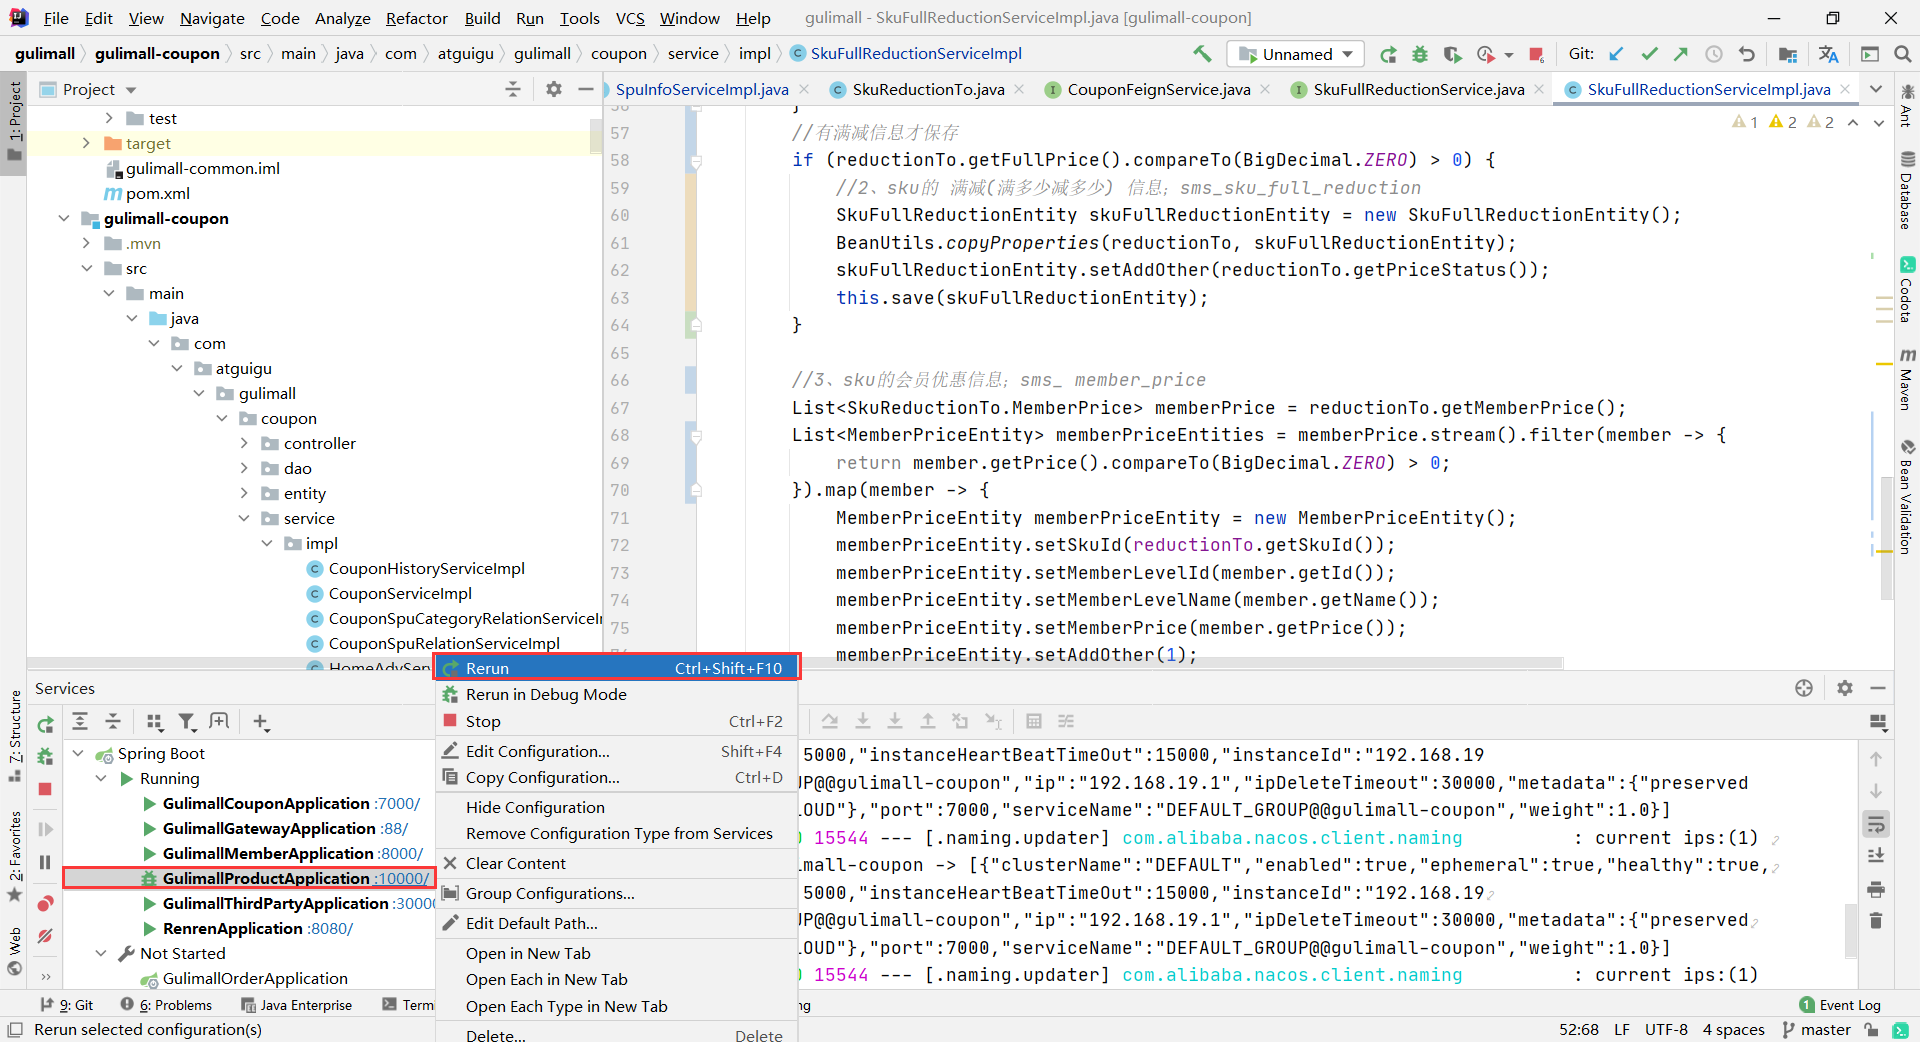 File Edit View Navigate Code Analyze Refactor Build Run Tools VCS Window Help gulimall - SkuFullReductionServiceImpl.java [gulimall-coupon]
gulimall gulimall-coupon src main java com atguigu gulimall coupon service impl SkuFullReductionServiceImpl
Unnamed Git:
Project
SpuInfoServiceImpl.java SkuReductionTo.java CouponFeignService.java SkuFullReductionService.java SkuFullReductionServiceImpl.java
1: Project
7: Structure
2: Favorites
Web
test
target
gulimall-common.iml
pom.xml
gulimall-coupon
.mvn
src
main
java
com
atguigu
gulimall
coupon
controller
dao
entity
service
impl
CouponHistoryServiceImpl
CouponServiceImpl
CouponSpuCategoryRelationServiceI
CouponSpuRelationServiceImpl
HomeAdvServ
1 2 2
56 }
57 //有满减信息才保存
58 if (reductionTo.getFullPrice().compareTo(BigDecimal.ZERO) > 0) {
59 //2、sku的 满减(满多少减多少) 信息；sms_sku_full_reduction
60 SkuFullReductionEntity skuFullReductionEntity = new SkuFullReductionEntity();
61 BeanUtils.copyProperties(reductionTo, skuFullReductionEntity);
62 skuFullReductionEntity.setAddOther(reductionTo.getPriceStatus());
63 this.save(skuFullReductionEntity);
64 }
65
66 //3、sku的会员优惠信息；sms_ member_price
67 List<SkuReductionTo.MemberPrice> memberPrice = reductionTo.getMemberPrice();
68 List<MemberPriceEntity> memberPriceEntities = memberPrice.stream().filter(member -> {
69 return member.getPrice().compareTo(BigDecimal.ZERO) > 0;
70 }).map(member -> {
71 MemberPriceEntity memberPriceEntity = new MemberPriceEntity();
72 memberPriceEntity.setSkuId(reductionTo.getSkuId());
73 memberPriceEntity.setMemberLevelId(member.getId());
74 memberPriceEntity.setMemberLevelName(member.getName());
75 memberPriceEntity.setMemberPrice(member.getPrice());
memberPriceEntity.setAddOther(1);
Ant
Database
Codota
Maven
Bean Validation
Services
Spring Boot
Running
GulimallCouponApplication :7000/
GulimallGatewayApplication :88/
GulimallMemberApplication :8000/
GulimallProductApplication :10000/
GulimallThirdPartyApplication :30000
RenrenApplication :8080/
Not Started
GulimallOrderApplication
Rerun Ctrl+Shift+F10
Rerun in Debug Mode
Stop Ctrl+F2
Edit Configuration... Shift+F4
Copy Configuration... Ctrl+D
Hide Configuration
Remove Configuration Type from Services
Clear Content
Group Configurations...
Edit Default Path...
Open in New Tab
Open Each in New Tab
Open Each Type in New Tab
Delete... Delete
5000,"instanceHeartBeatTimeOut":15000,"instanceId":"192.168.19
UP@@gulimall-coupon","ip":"192.168.19.1","ipDeleteTimeout":30000,"metadata":{"preserved
LOUD"},"port":7000,"serviceName":"DEFAULT_GROUP@@gulimall-coupon","weight":1.0}]
15544 --- [.naming.updater] com.alibaba.nacos.client.naming : current ips:(1)
mall-coupon -> [{"clusterName":"DEFAULT","enabled":true,"ephemeral":true,"healthy":true,
5000,"instanceHeartBeatTimeOut":15000,"instanceId":"192.168.19
UP@@gulimall-coupon","ip":"192.168.19.1","ipDeleteTimeout":30000,"metadata":{"preserved
LOUD"},"port":7000,"serviceName":"DEFAULT_GROUP@@gulimall-coupon","weight":1.0}]
15544 --- [.naming.updater] com.alibaba.nacos.client.naming : current ips:(1)
9: Git 6: Problems Java Enterprise Term ng 1 Event Log
Rerun selected configuration(s) 52:68 LF UTF-8 4 spaces master